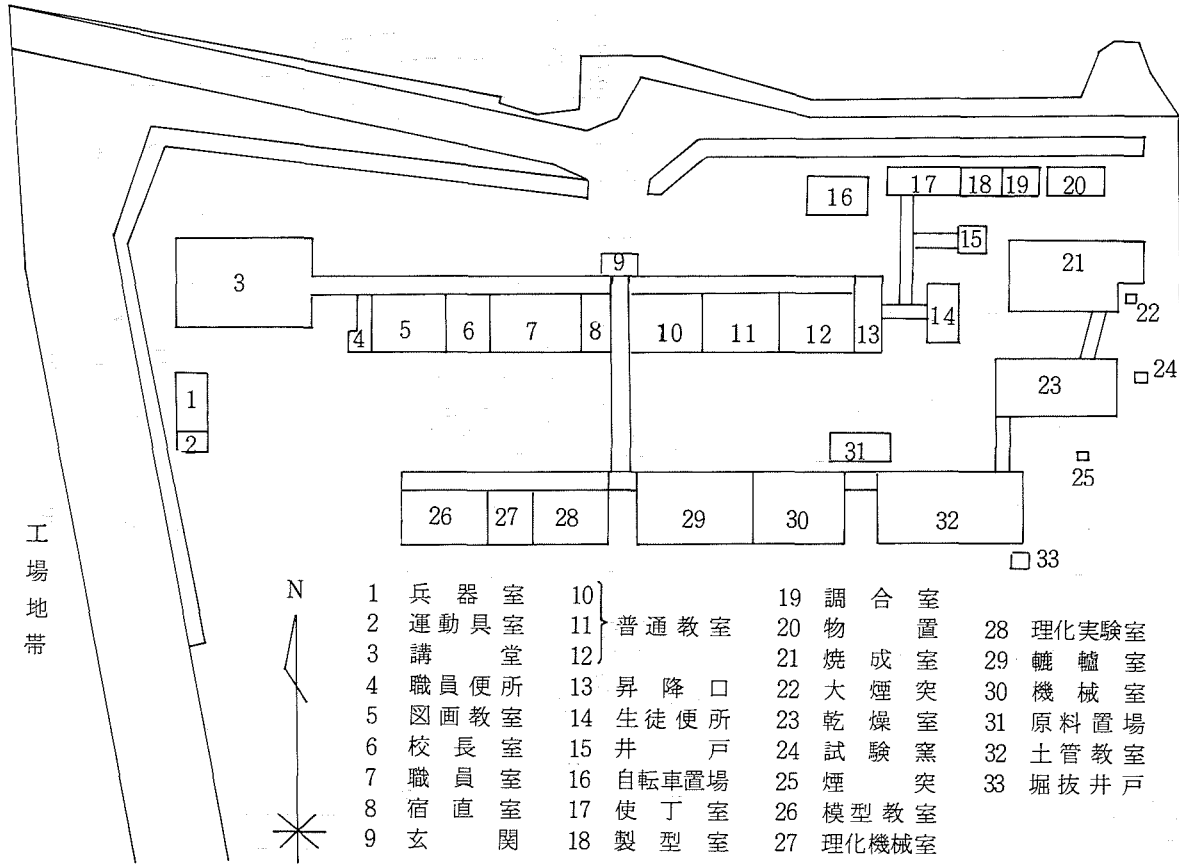 17 18 19 20
16
15
21
9
3
22
14
4 5 6 7 8 10 11 12 13
24
23
1
2
31
25
26 27 28 29 30 32
33
工場地帯
N
1 兵器室
2 運動具室
3 講堂
4 職員便所
5 図画教室
6 校長室
7 職員室
8 宿直室
9 玄関
10
11 普通教室
12
13 昇降口
14 生徒便所
15 井戸
16 自転車置場
17 使丁室
18 製型室
19 調合室
20 物置
21 焼成室
22 大煙突
23 乾燥室
24 試験窯
25 煙突
26 模型教室
27 理化機械室
28 理化実験室
29 轆轤室
30 機械室
31 原料置場
32 土管教室
33 堀抜井戸